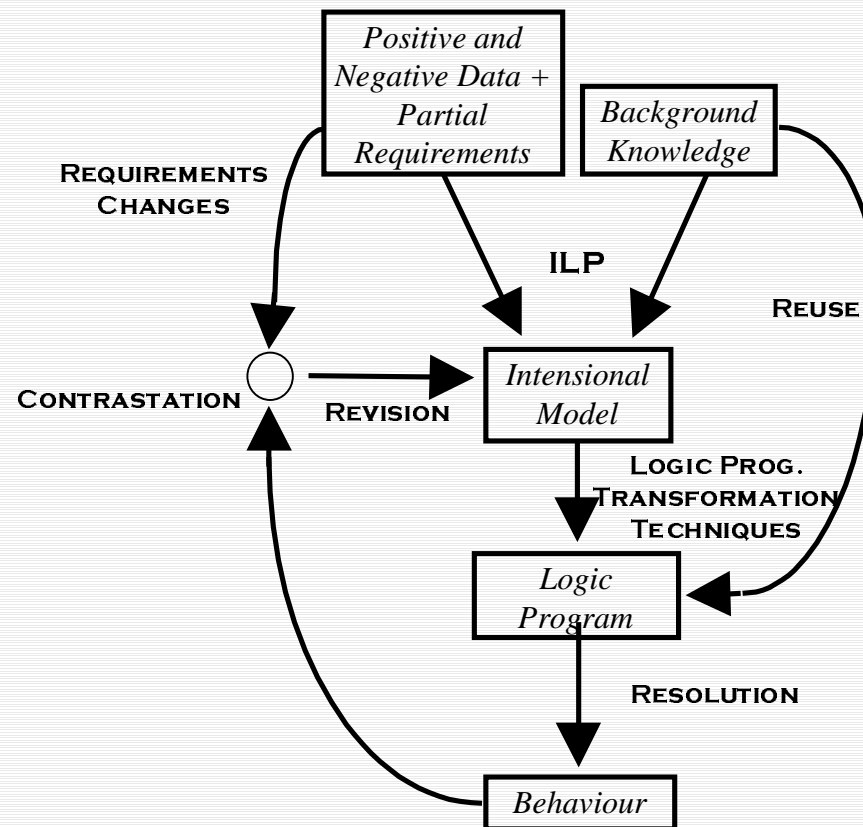 Positive and
Negative Data +
Partial
Requirements
Background
Knowledge
REQUIREMENTS
CHANGES
ILP
REUSE
CONTRASTATION
REVISION
Intensional
Model
LOGIC PROG.
TRANSFORMATION
TECHNIQUES
Logic
Program
RESOLUTION
Behaviour